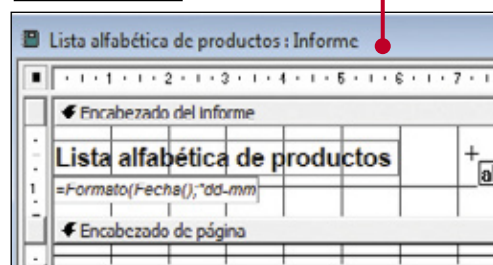 Lista alfabética de productos : Informe
1 2 3 4 5 6 7
Encabezado del informe
Lista alfabética de productos
1
=Formato(Fecha();"dd-mm
Encabezado de página